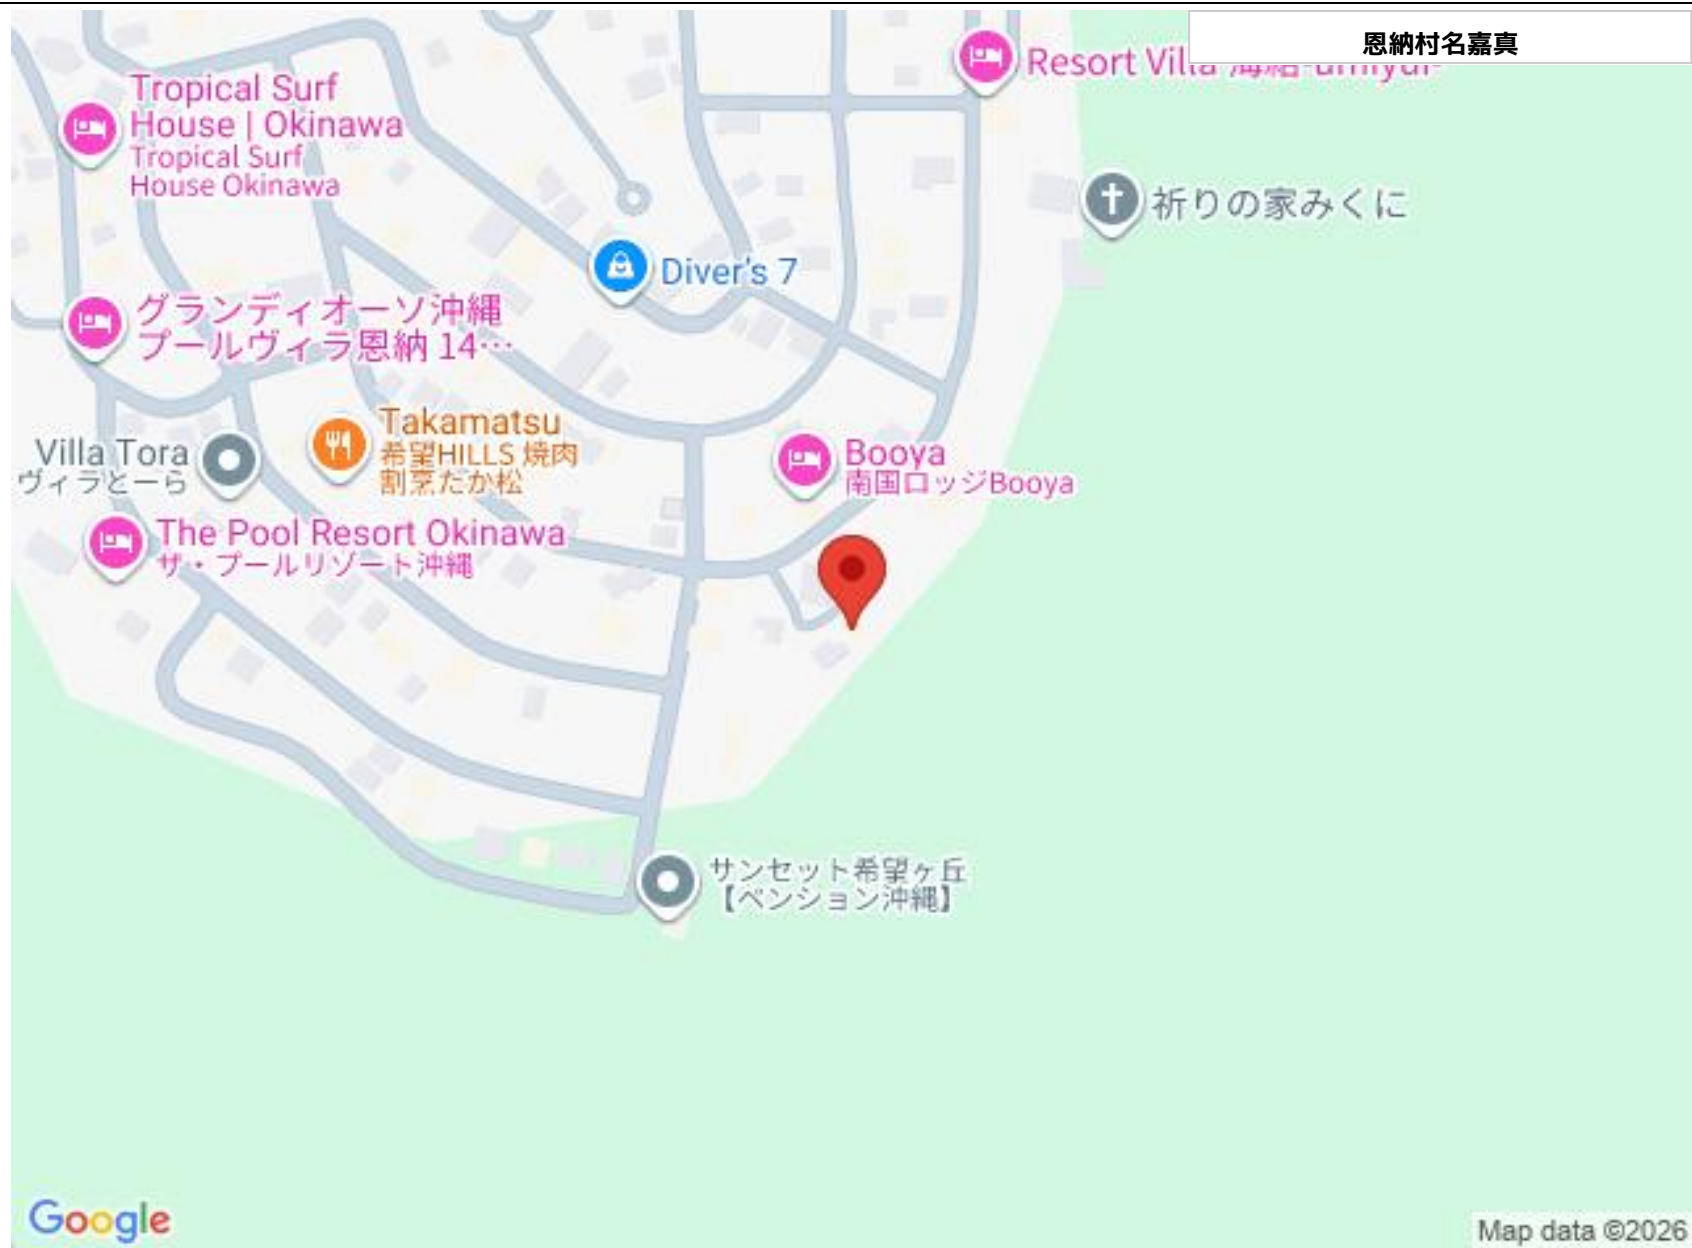 恩納村名嘉真
Resort Villa
Tropical Surf
House | Okinawa
Tropical Surf
House Okinawa
祈りの家みくに
Diver's 7
グランディオーソ沖縄
プールヴィラ恩納 14…
Takamatsu
希望HILLS 焼肉
割烹たか松
Villa Tora
ヴィラとーら
Booya
南国ロッジBooya
The Pool Resort Okinawa
ザ・プールリゾート沖縄
サンセット希望ヶ丘
【ペンション沖縄】
Google
Map data ©2026